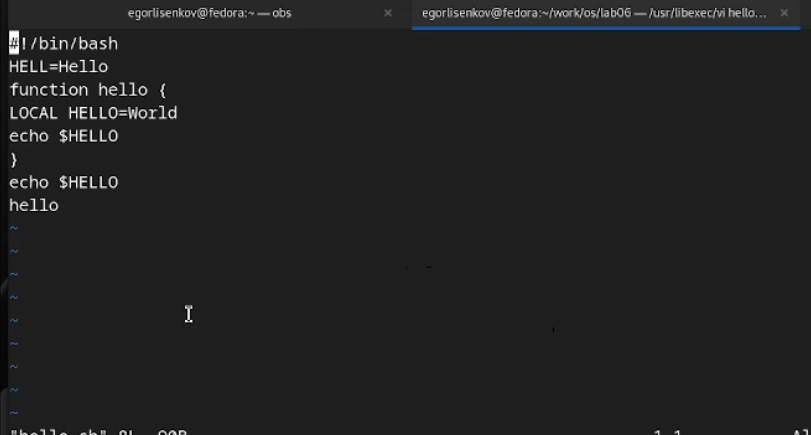 egorlisenkov@fedora:~ — obs
egorlisenkov@fedora:~/work/os/lab06 — /usr/libexec/vi hello...
#!/bin/bash
HELL=Hello
function hello {
LOCAL HELLO=World
echo $HELLO
}
echo $HELLO
hello
~
~
~
~
~
~
~
~
~
"hello.sh" 8L, 90B 1,1